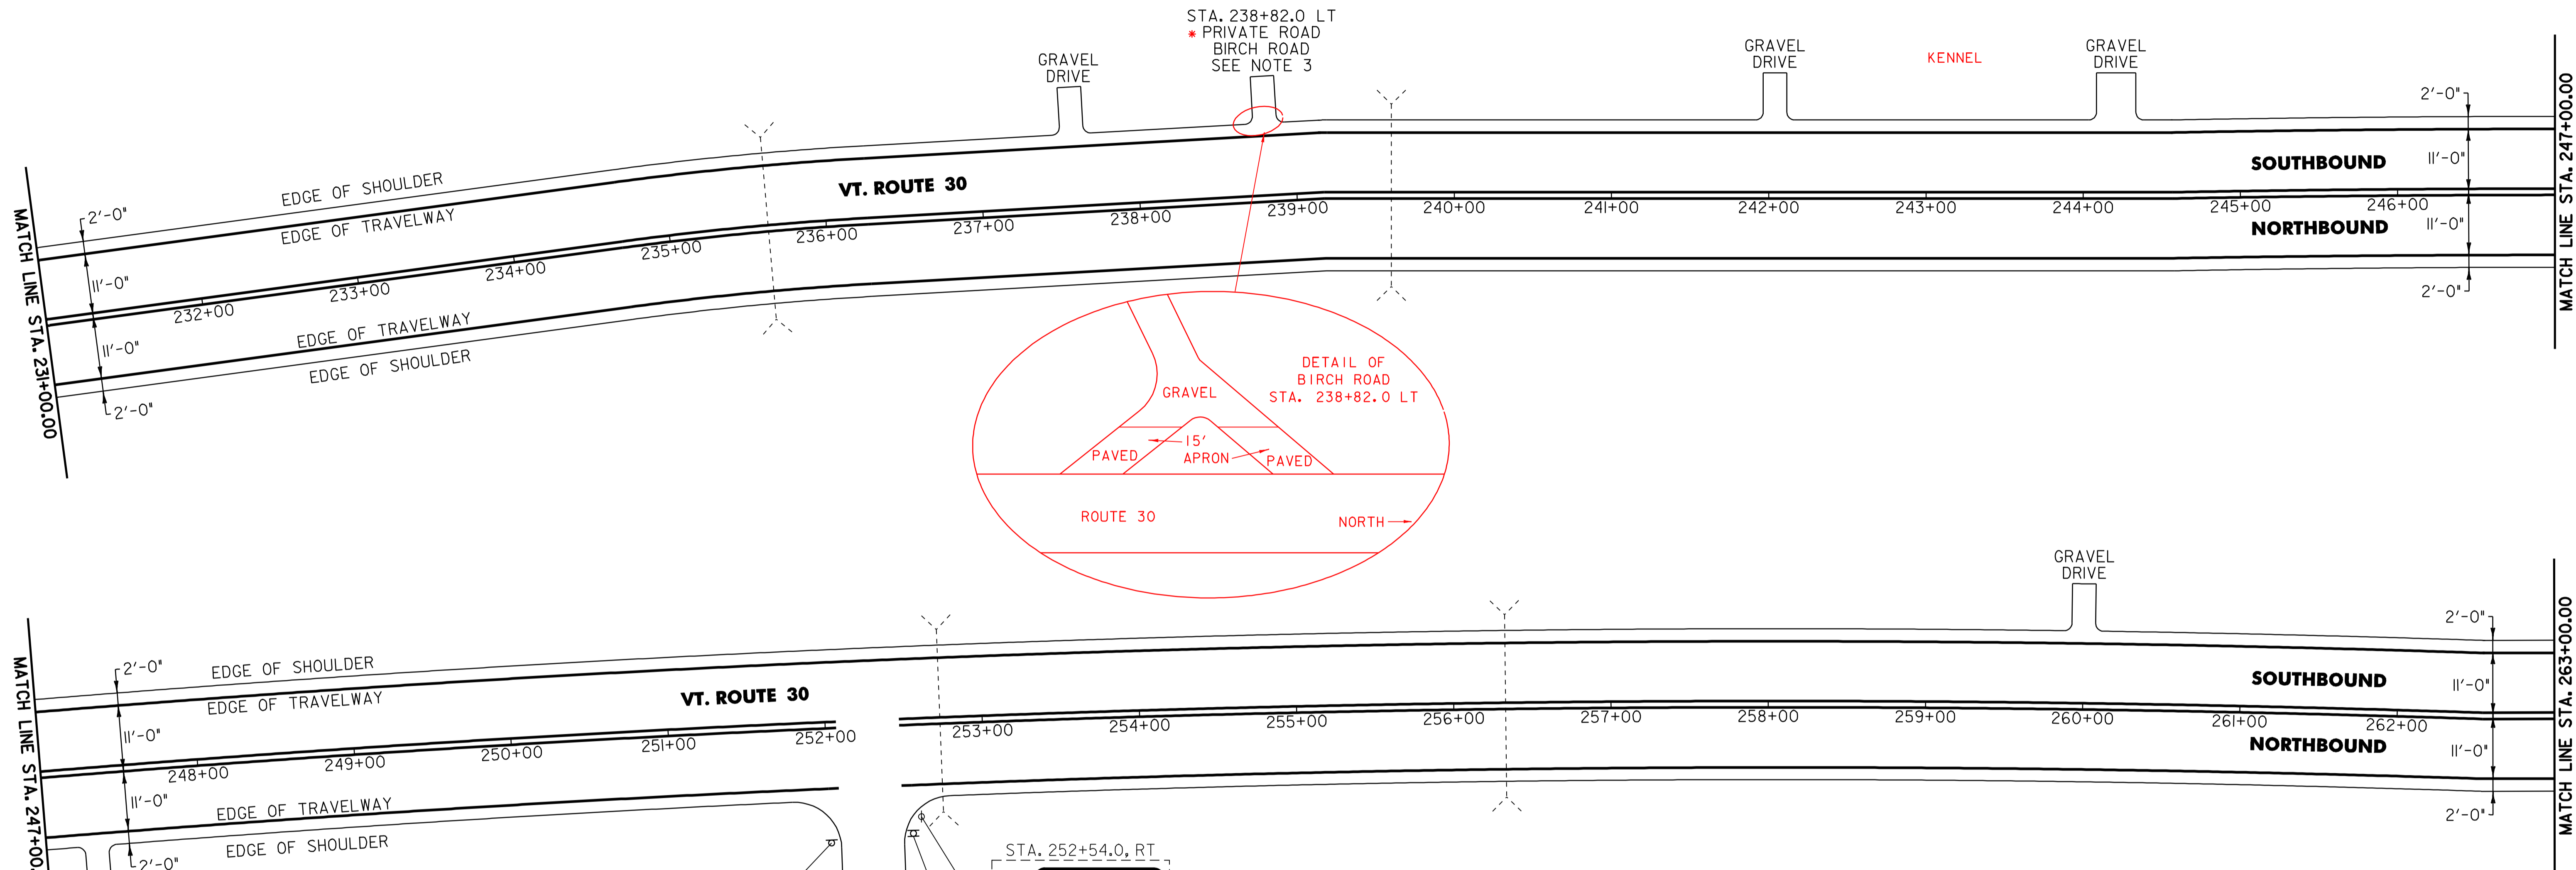 STA. 238+82.0 LT
* PRIVATE ROAD
BIRCH ROAD
SEE NOTE 3
GRAVEL
DRIVE
GRAVEL
DRIVE
KENNEL
GRAVEL
DRIVE
2'-0"
11'-0"
11'-0"
2'-0"
SOUTHBOUND
NORTHBOUND
MATCH LINE STA. 247+00.00
VT. ROUTE 30
EDGE OF SHOULDER
EDGE OF TRAVELWAY
2'-0"
11'-0"
11'-0"
2'-0"
MATCH LINE STA. 231+00.00
232+00
233+00
234+00
235+00
236+00
237+00
238+00
239+00
240+00
241+00
242+00
243+00
244+00
245+00
246+00
EDGE OF TRAVELWAY
EDGE OF SHOULDER
DETAIL OF
BIRCH ROAD
STA. 238+82.0 LT
GRAVEL
15'
APRON
PAVED
PAVED
ROUTE 30
NORTH
GRAVEL
DRIVE
MATCH LINE STA. 247+00.
2'-0"
11'-0"
11'-0"
2'-0"
EDGE OF SHOULDER
EDGE OF TRAVELWAY
VT. ROUTE 30
248+00
249+00
250+00
251+00
252+00
253+00
254+00
255+00
256+00
257+00
258+00
259+00
260+00
261+00
262+00
SOUTHBOUND
NORTHBOUND
2'-0"
11'-0"
11'-0"
2'-0"
MATCH LINE STA. 263+00.00
EDGE OF TRAVELWAY
EDGE OF SHOULDER
STA. 252+54.0, RT